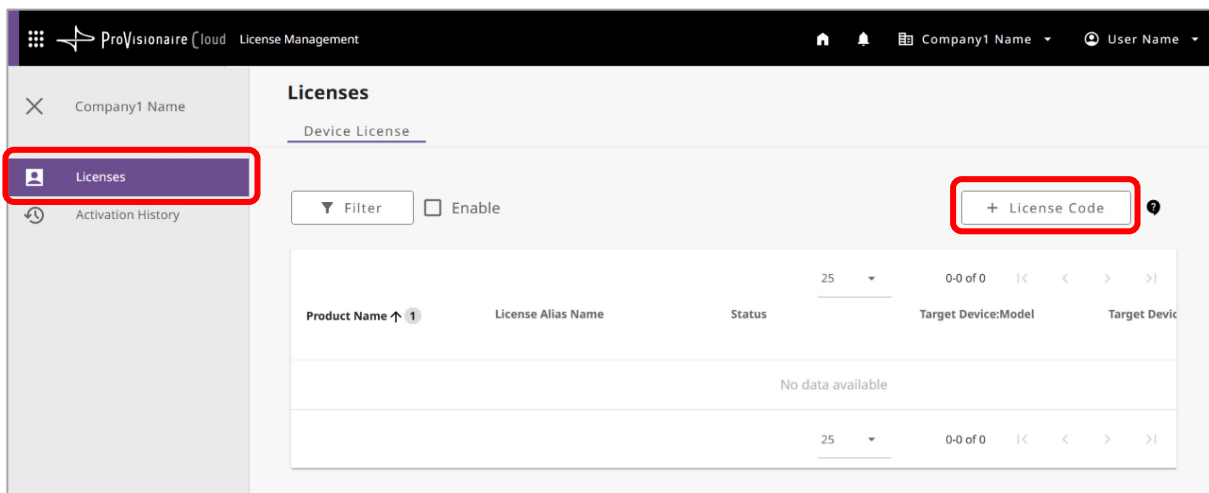 ProVisionaire Cloud License Management Company1 Name User Name
Company1 Name
Licenses
Activation History
Licenses
Device License
Filter Enable + License Code ?
25 0-0 of 0
Product Name 1 License Alias Name Status Target Device:Model Target Devic
No data available
25 0-0 of 0